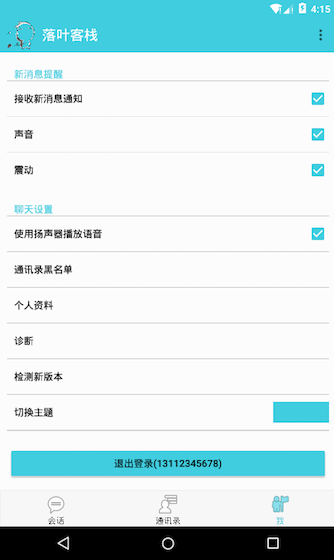 4:15
落叶客栈
新消息提醒
接收新消息通知
声音
震动
聊天设置
使用扬声器播放语音
通讯录黑名单
个人资料
诊断
检测新版本
切换主题
退出登录(13112345678)
会话
通讯录
我